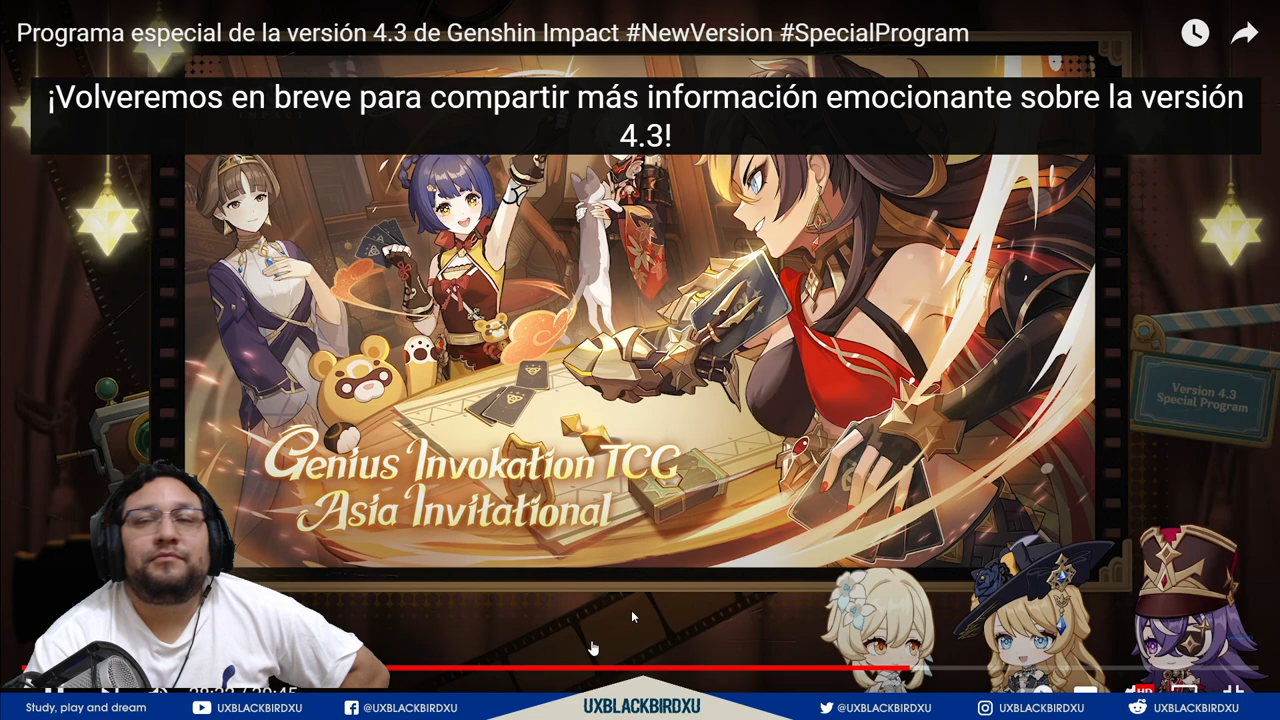 Programa especial de la versión 4.3 de Genshin Impact #NewVersion #SpecialProgram
¡Volveremos en breve para compartir más información emocionante sobre la versión
4.3!
Version 4.3
Special Program
Genius Invokation TCG
Asia Invitational
HD
Study, play and dream
UXBLACKBIRDXU
@UXBLACKBIRDXU
UXBLACKBIRDXU
@UXBLACKBIRDXU
UXBLACKBIRDXU
@UXBLACKBIRDXU